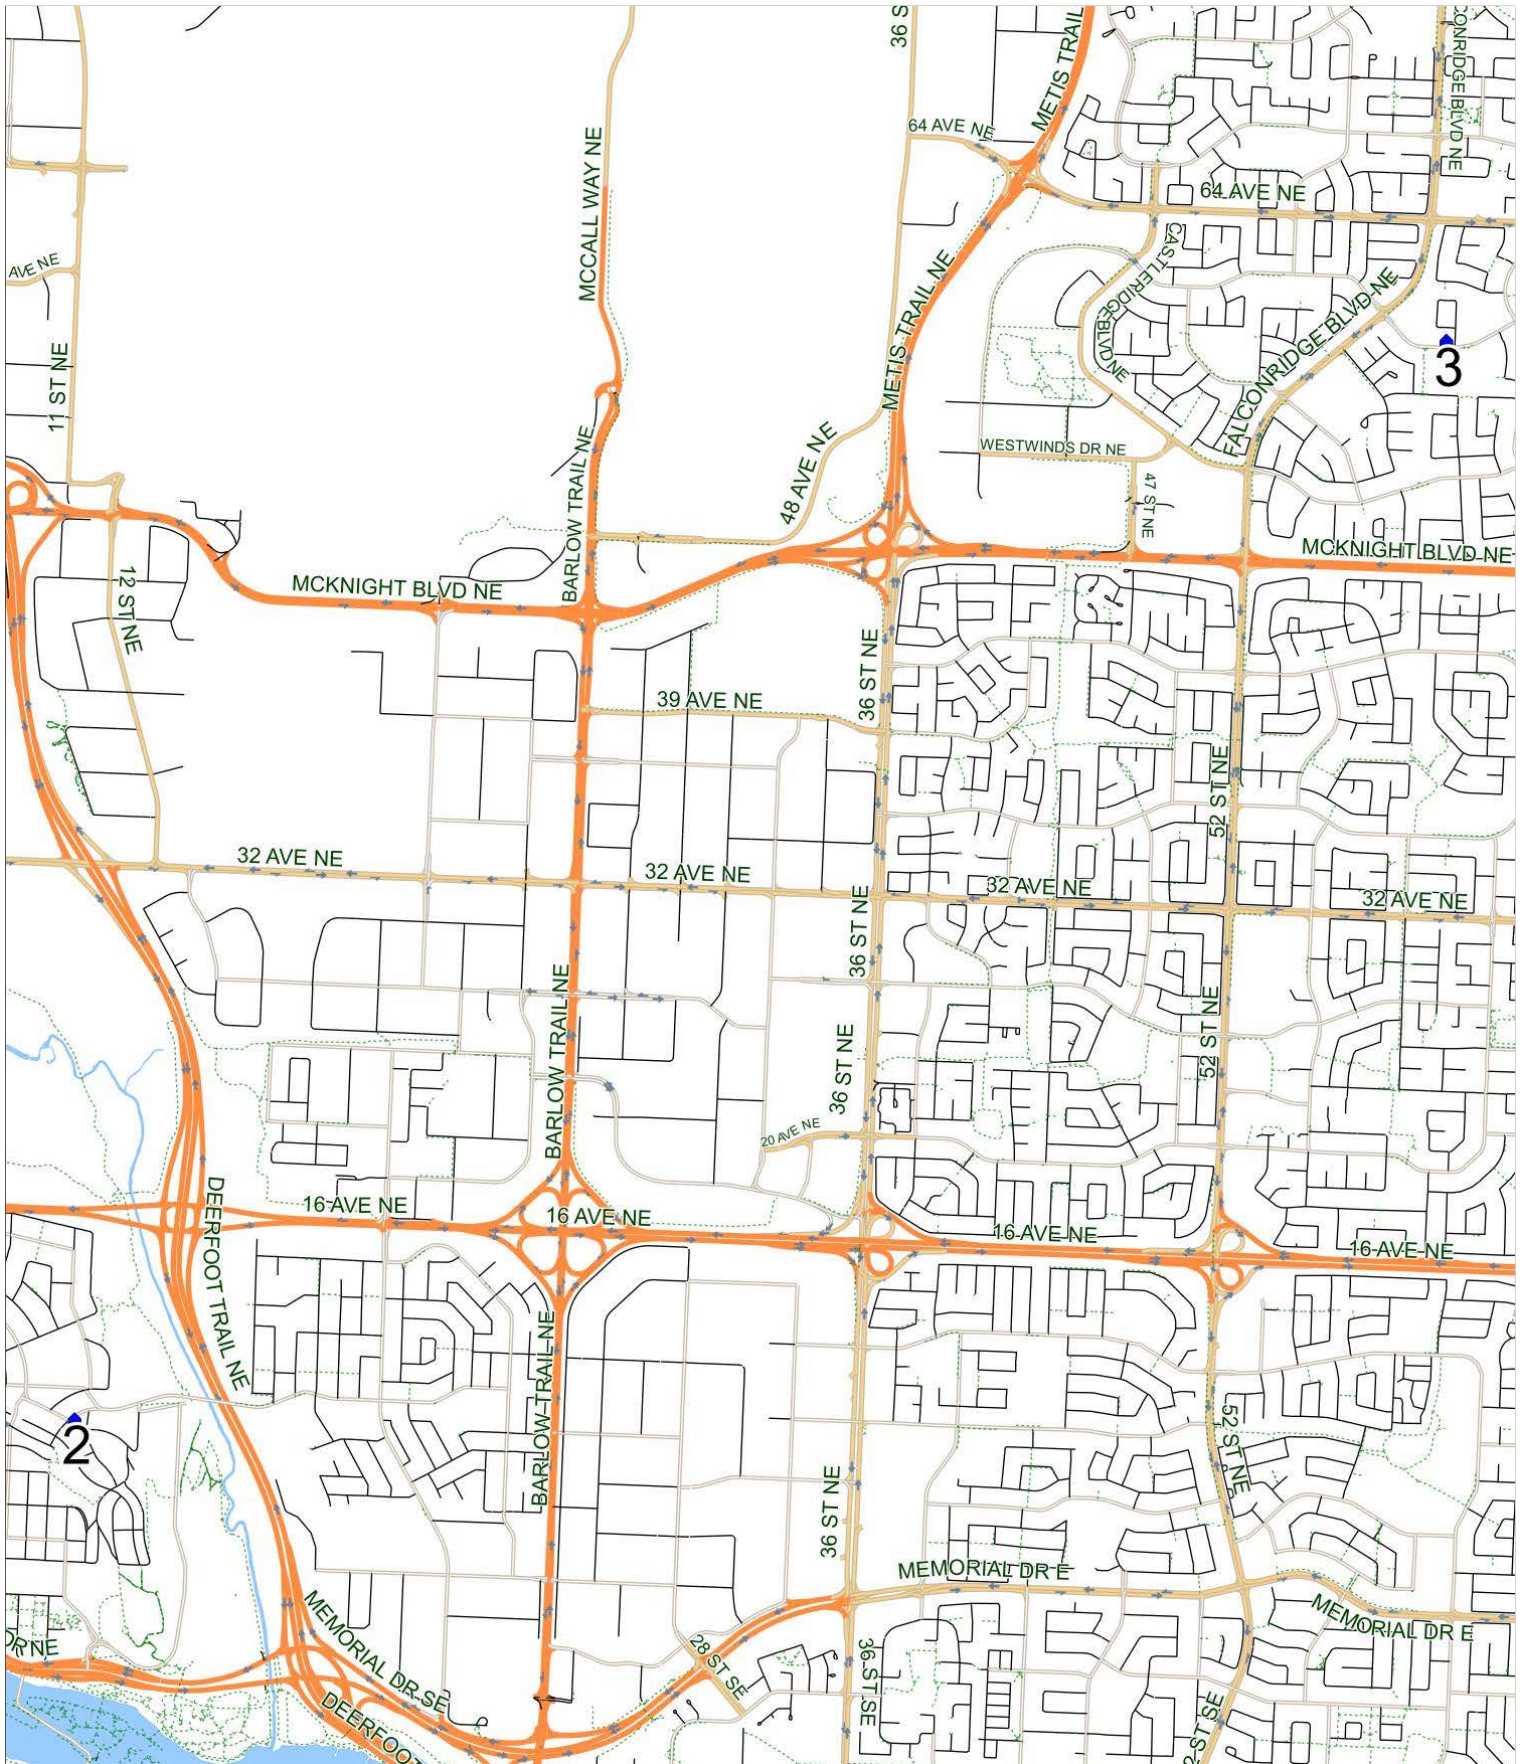 36 S
METIS TRAIL
CONRIDGE BLVD NE
64 AVE NE
MCCALL WAY NE
64 AVE NE
AVE NE
CASTLERIDGE BLVD NE
METIS TRAIL NE
FALCONRIDGE BLVD NE
3
11 ST NE
BARLOW TRAIL NE
48 AVE NE
WESTWINDS DR NE
47 ST NE
MCKNIGHT BLVD NE
MCKNIGHT BLVD NE
12 ST NE
36 ST NE
39 AVE NE
52 ST NE
32 AVE NE
32 AVE NE
32 AVE NE
32 AVE NE
36 ST NE
BARLOW TRAIL NE
52 ST NE
36 ST NE
20 AVE NE
DEERFOOT TRAIL NE
16 AVE NE
16 AVE NE
16 AVE NE
16 AVE NE
BARLOW TRAIL NE
2
52 ST NE
36 ST NE
MEMORIAL DR E
MEMORIAL DR E
DR NE
MEMORIAL DR SE
28 ST SE
36 ST SE
DEERFOOT
2 ST SE